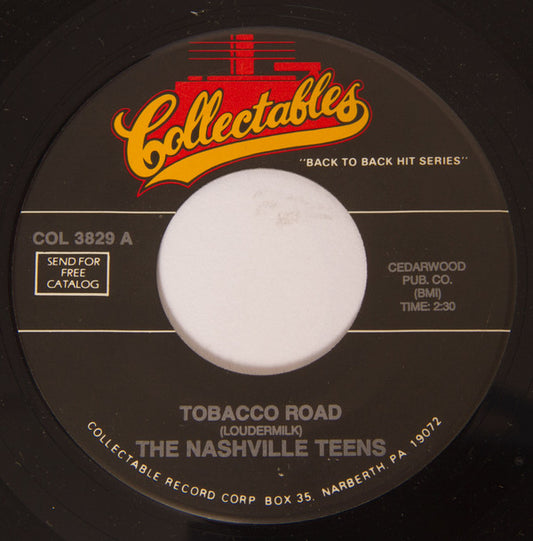 Collectables
"BACK TO BACK HIT SERIES"
COL 3829 A
SEND FOR
FREE
CATALOG
CEDARWOOD
PUB. CO.
(BMI)
TIME: 2:30
TOBACCO ROAD
(LOUDERMILK)
THE NASHVILLE TEENS
COLLECTABLE RECORD CORP BOX 35, NARBERTH, PA 19072